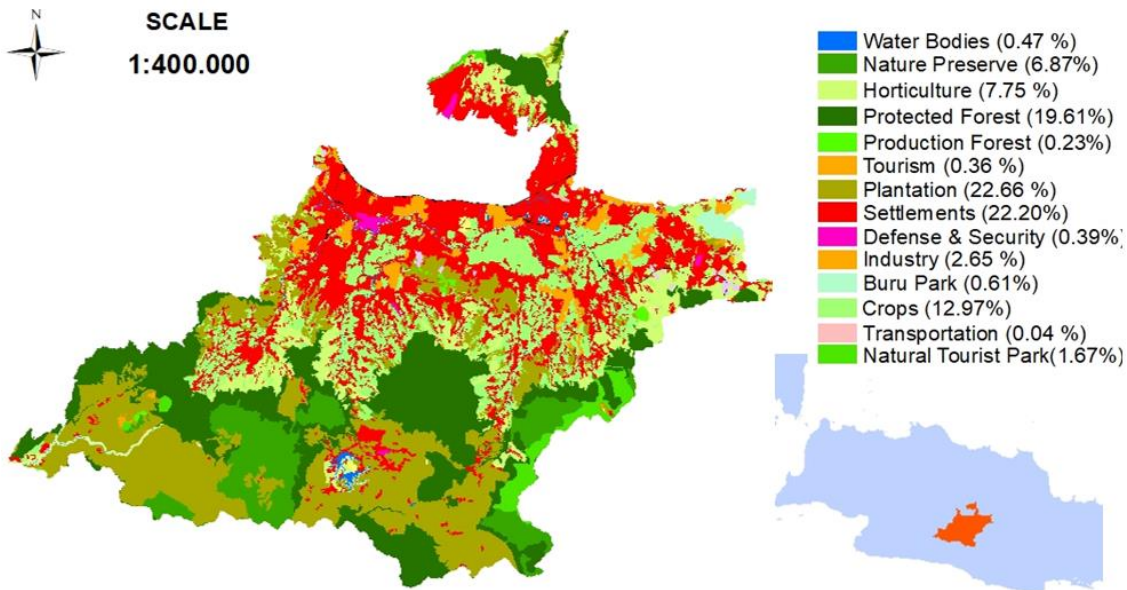 N
SCALE
1:400.000
Water Bodies (0.47 %)
Nature Preserve (6.87%)
Horticulture (7.75 %)
Protected Forest (19.61%)
Production Forest (0.23%)
Tourism (0.36 %)
Plantation (22.66 %)
Settlements (22.20%)
Defense & Security (0.39%)
Industry (2.65 %)
Buru Park (0.61%)
Crops (12.97%)
Transportation (0.04 %)
Natural Tourist Park(1.67%)